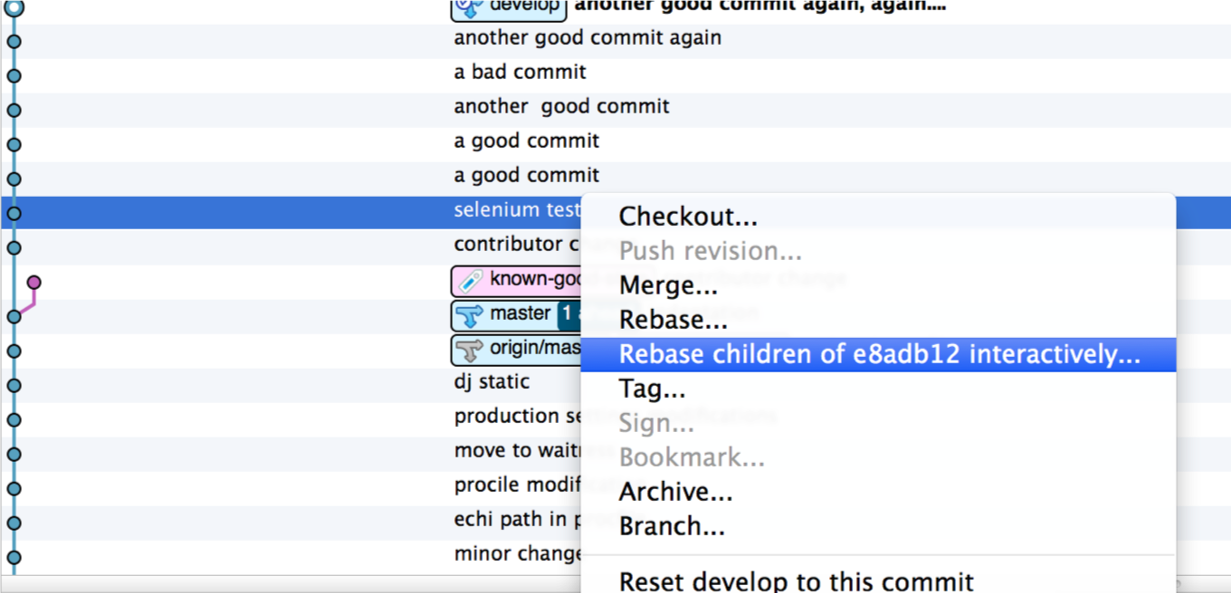 develop another good commit again, again....
another good commit again
a bad commit
another  good commit
a good commit
a good commit
selenium test
contributor c
known-goo
master 1
origin/mas
dj static
production se
move to wait
procile modif
echi path in p
minor change
Checkout...
Push revision...
Merge...
Rebase...
Rebase children of e8adb12 interactively...
Tag...
Sign...
Bookmark...
Archive...
Branch...
Reset develop to this commit